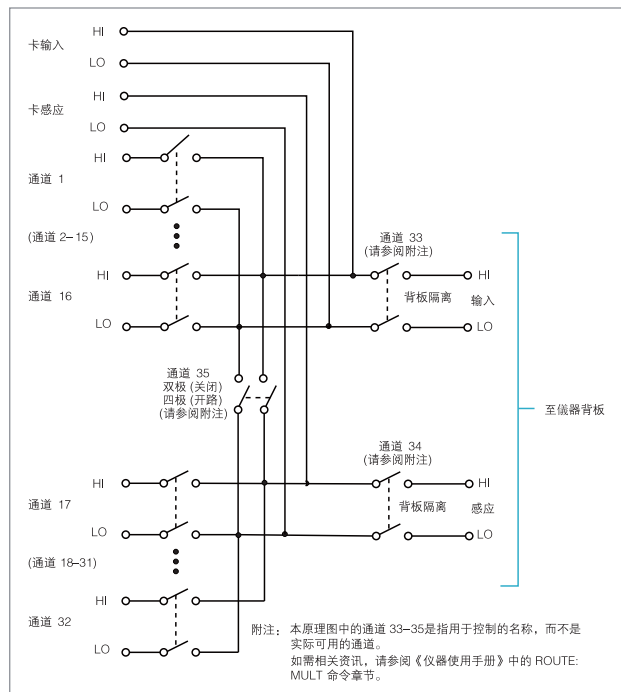 卡输入
HI
LO
卡感应
HI
LO
通道 1
HI
LO
(通道 2–15)
通道 16
HI
LO
通道 33
(请参阅附注)
背板隔离
HI
输入
LO
通道 35
双极 (关闭)
四极 (开路)
(请参阅附注)
至儀器背板
通道 34
(请参阅附注)
背板隔离
HI
感应
LO
通道 17
HI
LO
(通道 18–31)
通道 32
HI
LO
附注： 本原理图中的通道 33–35是指用于控制的名称，而不是
实际可用的通道。
如需相关资讯，请参阅《仪器使用手册》中的 ROUTE:
MULT 命令章节。